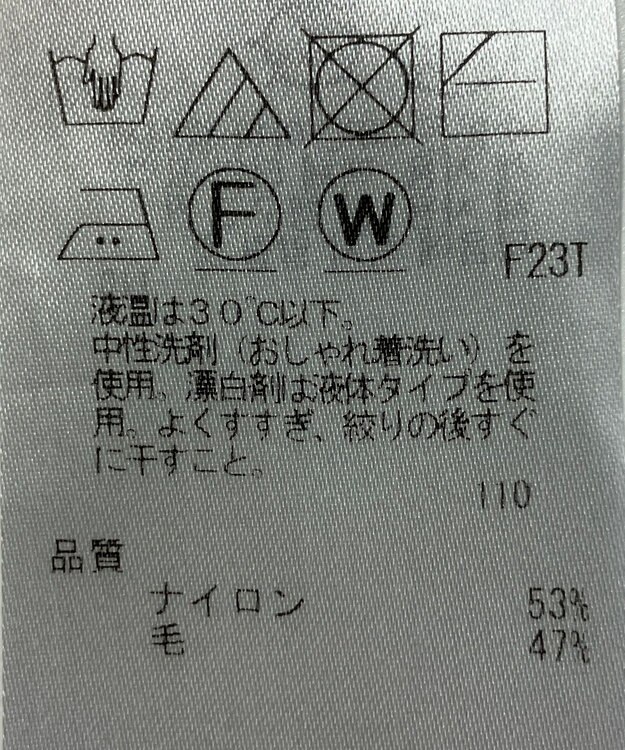 F W
F23T
液温は30℃以下。
中性洗剤（おしゃれ着洗い）を
使用。漂白剤は液体タイプを使
用。よくすすぎ、絞りの後すぐ
に干すこと。
110
品質
ナイロン 53%
毛 47%